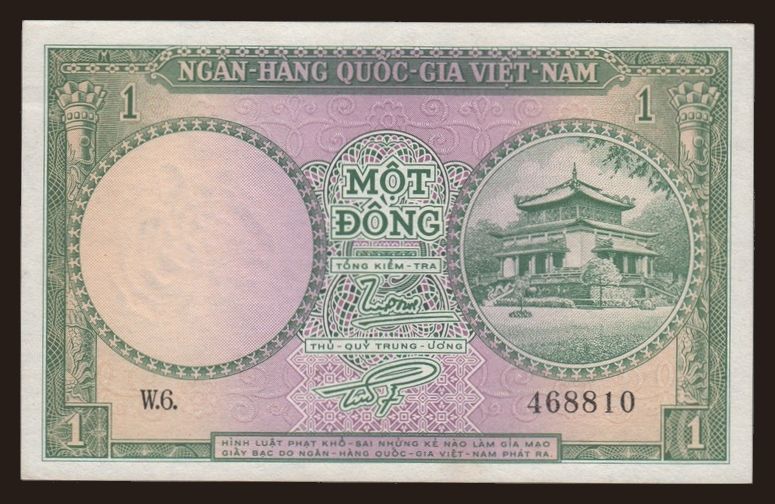 NGÂN-HÀNG QUỐC-GIA VIỆT-NAM
1
1
MỘT
ĐỒNG
TỔNG KIỂM-TRA
THỦ-QUỸ TRUNG-ƯƠNG
W.6.
468810
1
1
HÌNH LUẬT PHẠT KHỔ-SAI NHỮNG KẺ NÀO LÀM GIẢ MẠO
GIẤY BẠC DO NGÂN-HÀNG QUỐC-GIA VIỆT-NAM PHÁT RA.